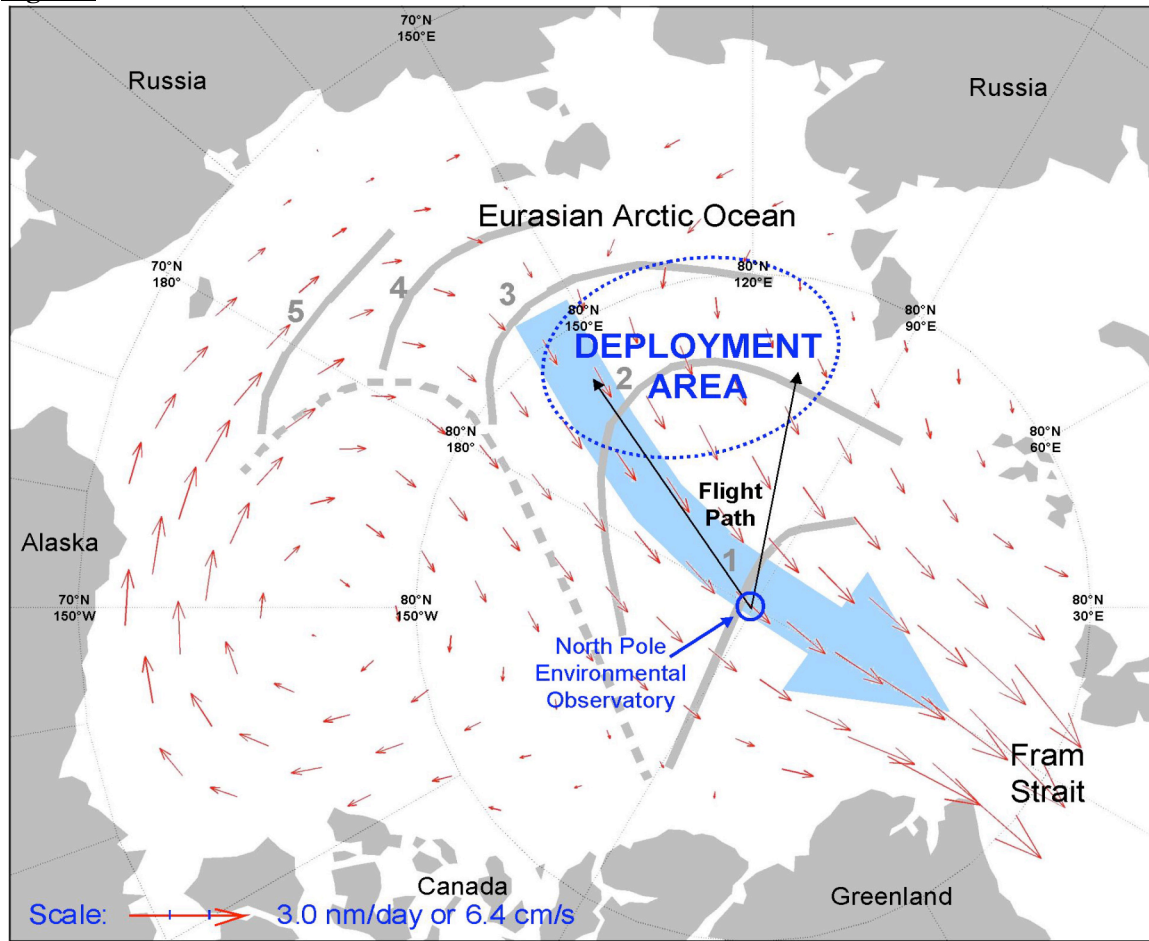 70°N
150°E
Russia
Russia
Eurasian Arctic Ocean
70°N
180°
5
4
3
80°N
150°E
80°N
120°E
80°N
90°E
DEPLOYMENT
AREA
2
80°N
180°
80°N
60°E
Flight
Path
Alaska
1
70°N
150°W
80°N
150°W
80°N
30°E
North Pole
Environmental
Observatory
Fram
Strait
Canada
Greenland
Scale:
3.0 nm/day or 6.4 cm/s